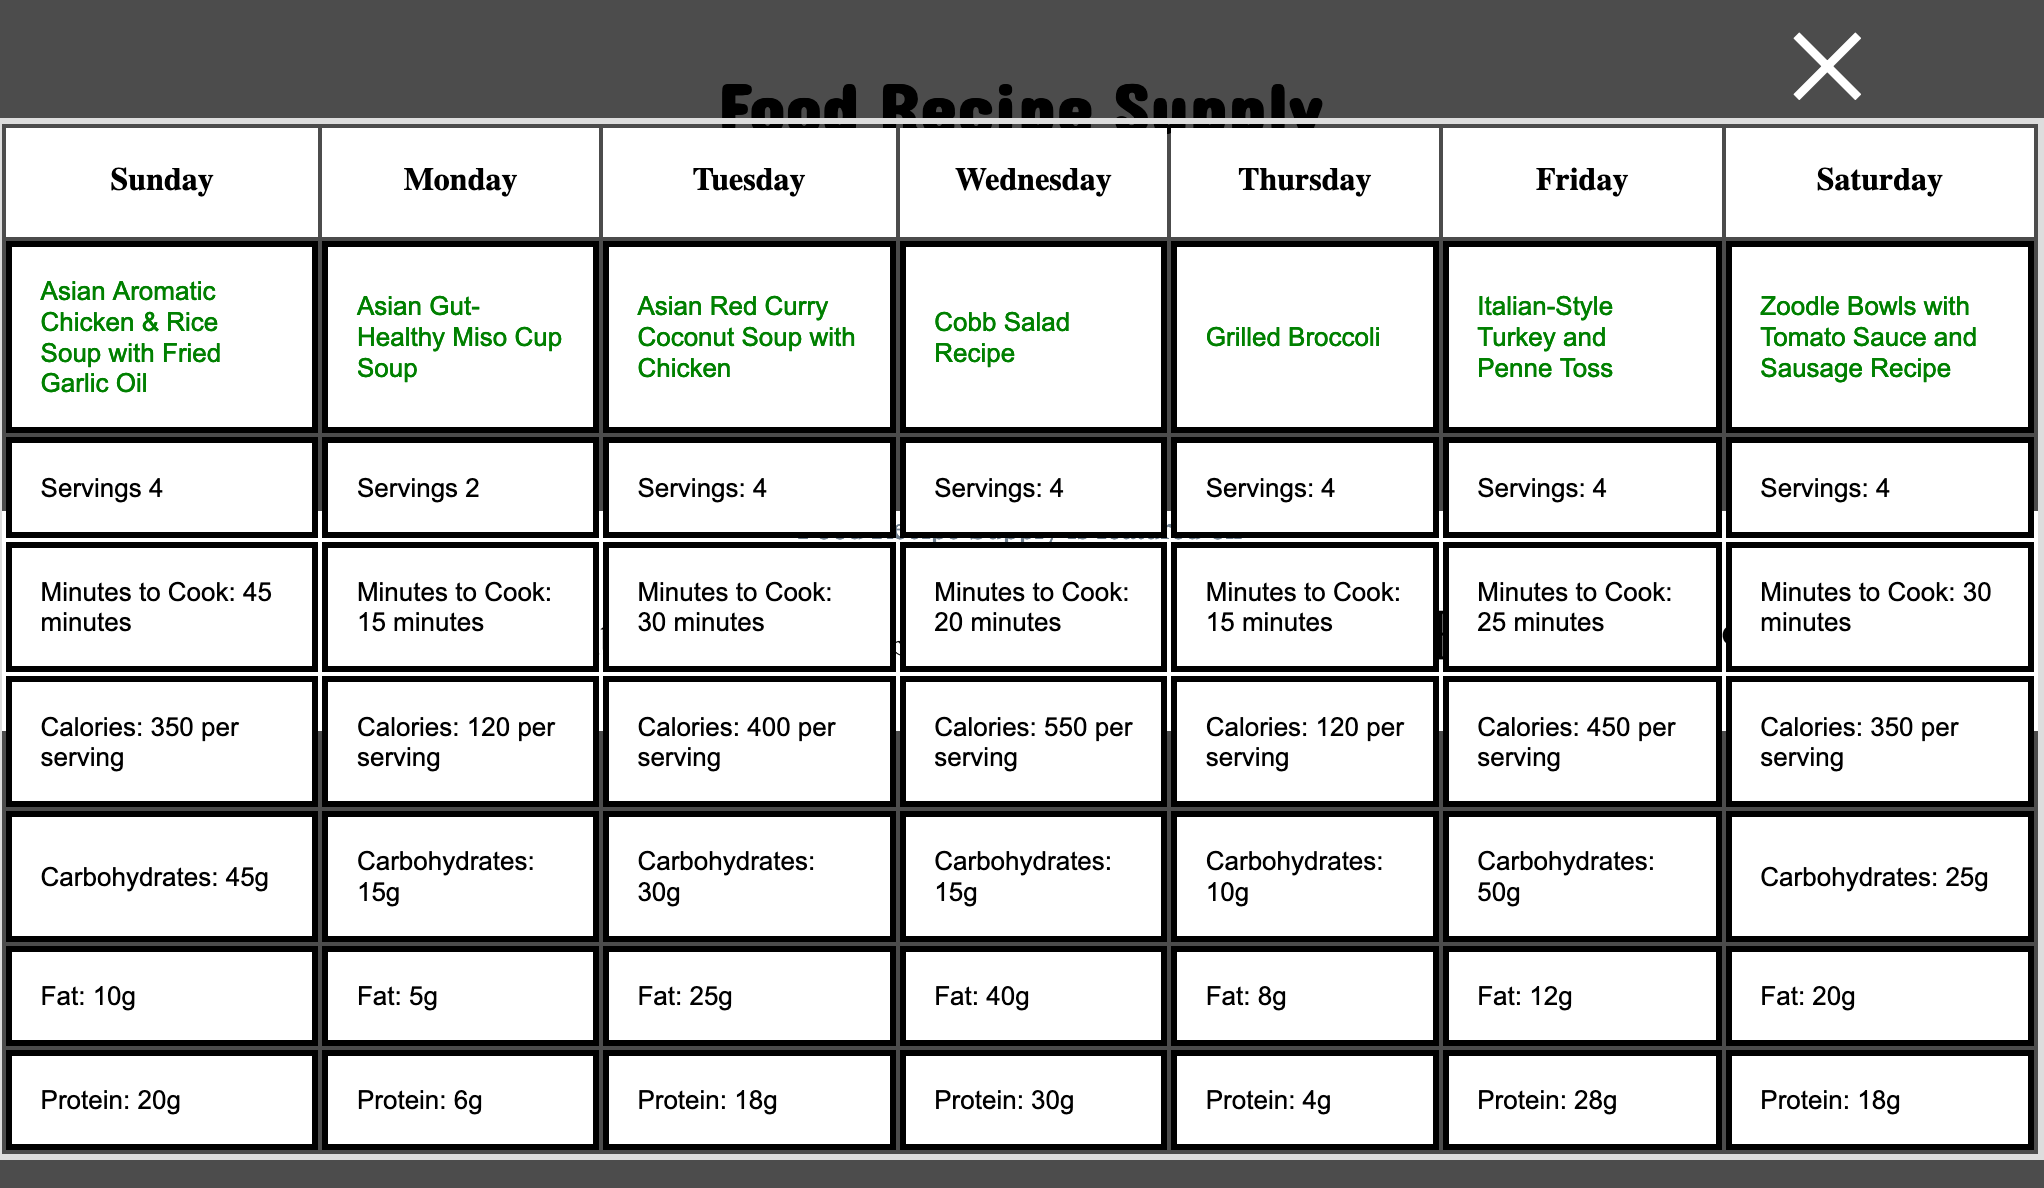 Food Recipe Supply
Sunday
Monday
Tuesday
Wednesday
Thursday
Friday
Saturday
Asian Aromatic
Chicken & Rice
Soup with Fried
Garlic Oil
Asian Gut-
Healthy Miso Cup
Soup
Asian Red Curry
Coconut Soup with
Chicken
Cobb Salad
Recipe
Grilled Broccoli
Italian-Style
Turkey and
Penne Toss
Zoodle Bowls with
Tomato Sauce and
Sausage Recipe
Servings 4
Servings 2
Servings: 4
Servings: 4
Servings: 4
Servings: 4
Servings: 4
Minutes to Cook: 45
minutes
Minutes to Cook:
15 minutes
Minutes to Cook:
30 minutes
Minutes to Cook:
20 minutes
Minutes to Cook:
15 minutes
Minutes to Cook:
25 minutes
Minutes to Cook: 30
minutes
Calories: 350 per
serving
Calories: 120 per
serving
Calories: 400 per
serving
Calories: 550 per
serving
Calories: 120 per
serving
Calories: 450 per
serving
Calories: 350 per
serving
Carbohydrates: 45g
Carbohydrates:
15g
Carbohydrates:
30g
Carbohydrates:
15g
Carbohydrates:
10g
Carbohydrates:
50g
Carbohydrates: 25g
Fat: 10g
Fat: 5g
Fat: 25g
Fat: 40g
Fat: 8g
Fat: 12g
Fat: 20g
Protein: 20g
Protein: 6g
Protein: 18g
Protein: 30g
Protein: 4g
Protein: 28g
Protein: 18g